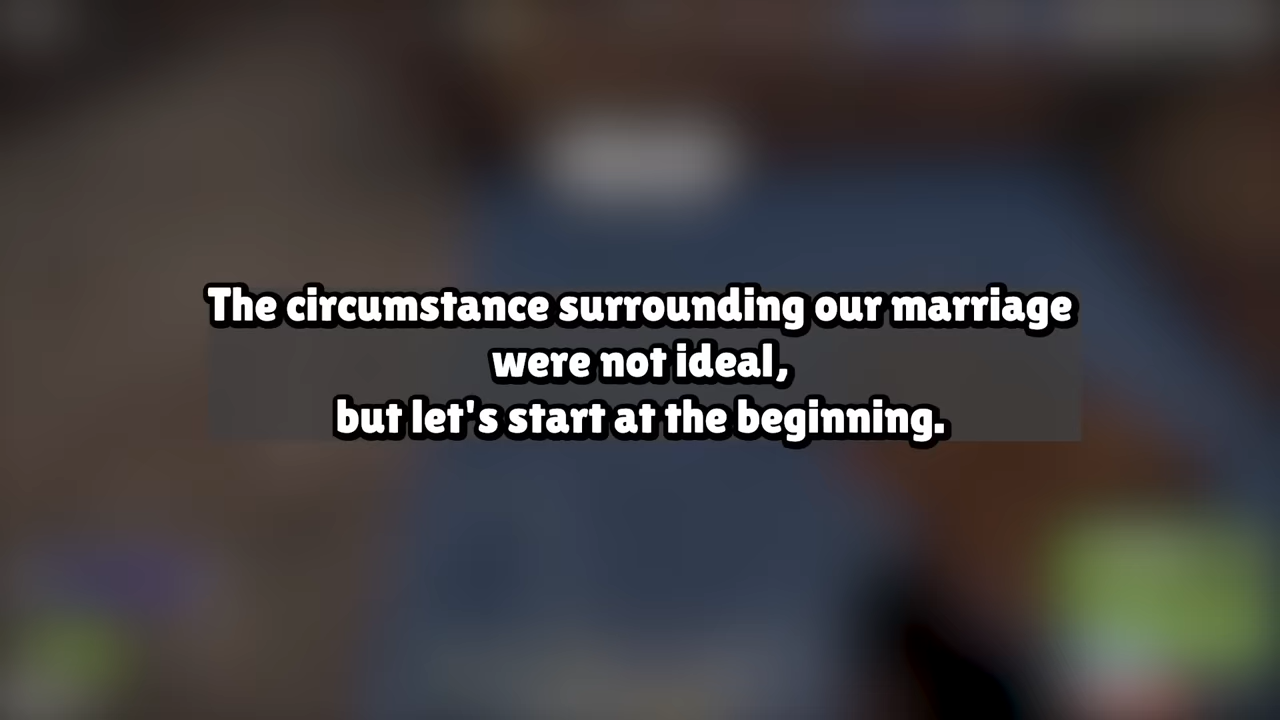 The circumstance surrounding our marriage
were not ideal,
but let's start at the beginning.